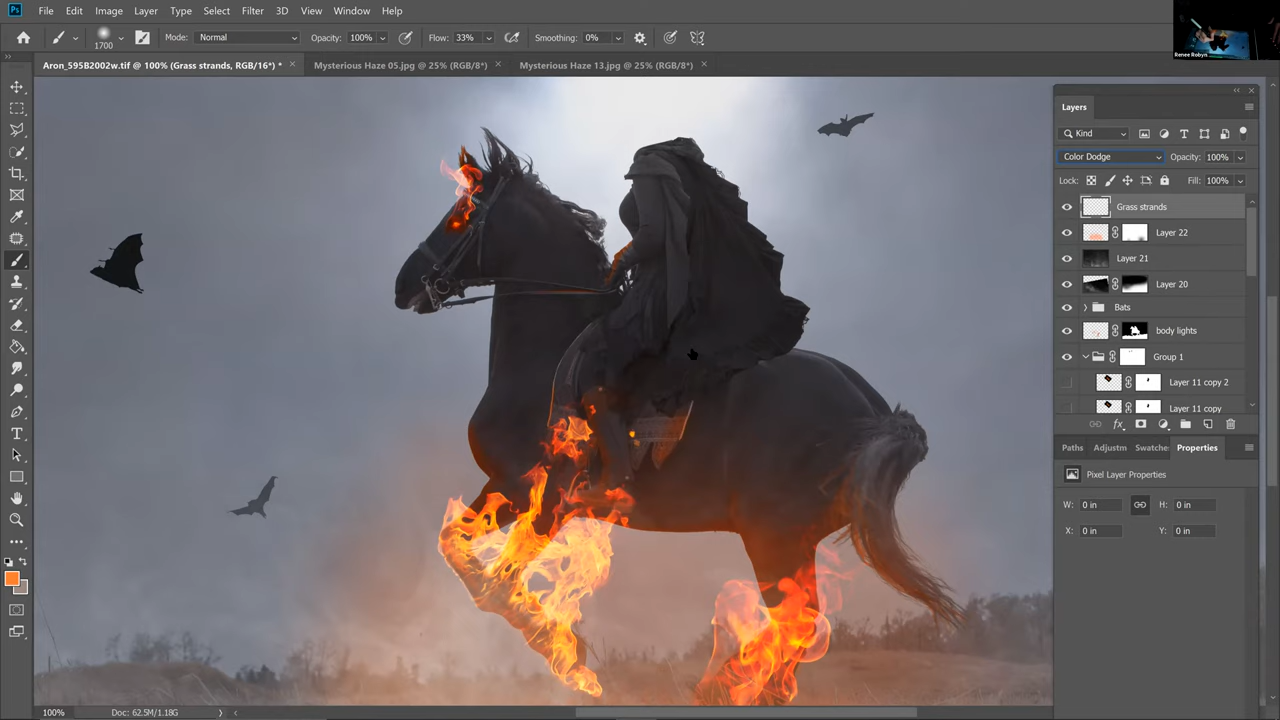 Ps File Edit Image Layer Type Select Filter 3D View Window Help
Renee Robyn
1700 Mode: Normal Opacity: 100% Flow: 33% Smoothing: 0%
Aron_595B2002w.tif @ 100% (Grass strands, RGB/16*) * Mysterious Haze 05.jpg @ 25% (RGB/8*) Mysterious Haze 13.jpg @ 25% (RGB/8*)
Layers
Kind
Color Dodge Opacity: 100%
Lock: Fill: 100%
Grass strands
Layer 22
Layer 21
Layer 20
Bats
body lights
Group 1
Layer 11 copy 2
Layer 11 copy
fx
Paths Adjustm Swatche Properties
Pixel Layer Properties
W: 0 in H: 0 in
X: 0 in Y: 0 in
100% Doc: 62.5M/1.18G